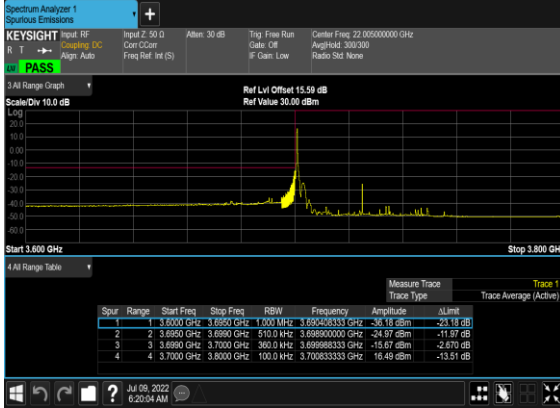 Spectrum Analyzer 1
Spurious Emissions
+
KEYSIGHT Input: RF Input Z: 50 Ω Atten: 30 dB Trig: Free Run Center Freq: 22.005000000 GHz
R T Coupling: DC Corr CCorr Gate: Off Avg|Hold: 300/300
Align: Auto Freq Ref: Int (S) IF Gain: Low Radio Std: None
LXI PASS
3 All Range Graph Ref Lvl Offset 15.59 dB
Scale/Div 10.0 dB Ref Value 30.00 dBm
Log
20.0
10.0
0.00
-10.0
-20.0
-30.0
-40.0
-50.0
-60.0
Start 3.600 GHz Stop 3.800 GH
4 All Range Table
Measure Trace Trace 1
Trace Type Trace Average (Active)
Spur Range Start Freq Stop Freq RBW Frequency Amplitude ΔLimit
1 1 3.6000 GHz 3.6950 GHz 1.000 MHz 3.690408333 GHz -36.18 dBm -23.18 dB
2 2 3.6950 GHz 3.6990 GHz 510.0 kHz 3.698900000 GHz -24.97 dBm -11.97 dB
3 3 3.6990 GHz 3.7000 GHz 360.0 kHz 3.699988333 GHz -15.67 dBm -2.670 dB
4 4 3.7000 GHz 3.8000 GHz 100.0 kHz 3.700833333 GHz 16.49 dBm -13.51 dB
? Jul 09, 2022
6:20:04 AM